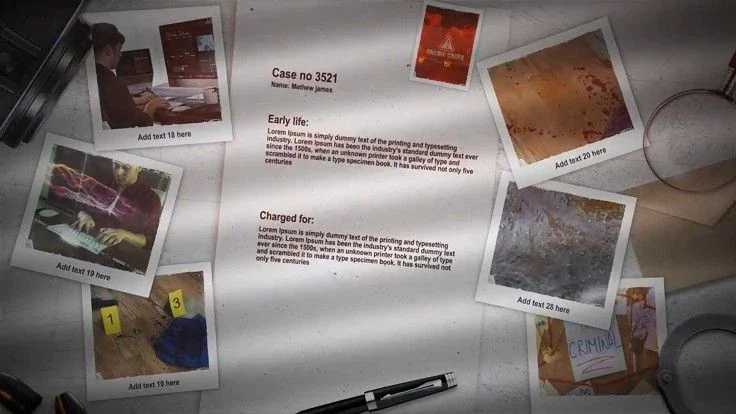 Add text 18 here
Add text 19 here
1
3
Add text 19 here
Case no 3521
Name: Mathew james
Early life:
Lorem Ipsum is simply dummy text of the printing and typesetting
industry. Lorem Ipsum has been the industry's standard dummy text ever
since the 1500s, when an unknown printer took a galley of type and
scrambled it to make a type specimen book. It has survived not only five
centuries
Charged for:
Lorem Ipsum is simply dummy text of the printing and typesetting
industry. Lorem Ipsum has been the industry's standard dummy text
ever since the 1500s, when an unknown printer took a galley of type
and scrambled it to make a type specimen book. It has survived not
only five centuries
ONLINE CRIME
Add text 20 here
Add text 25 here
CRIMINAL